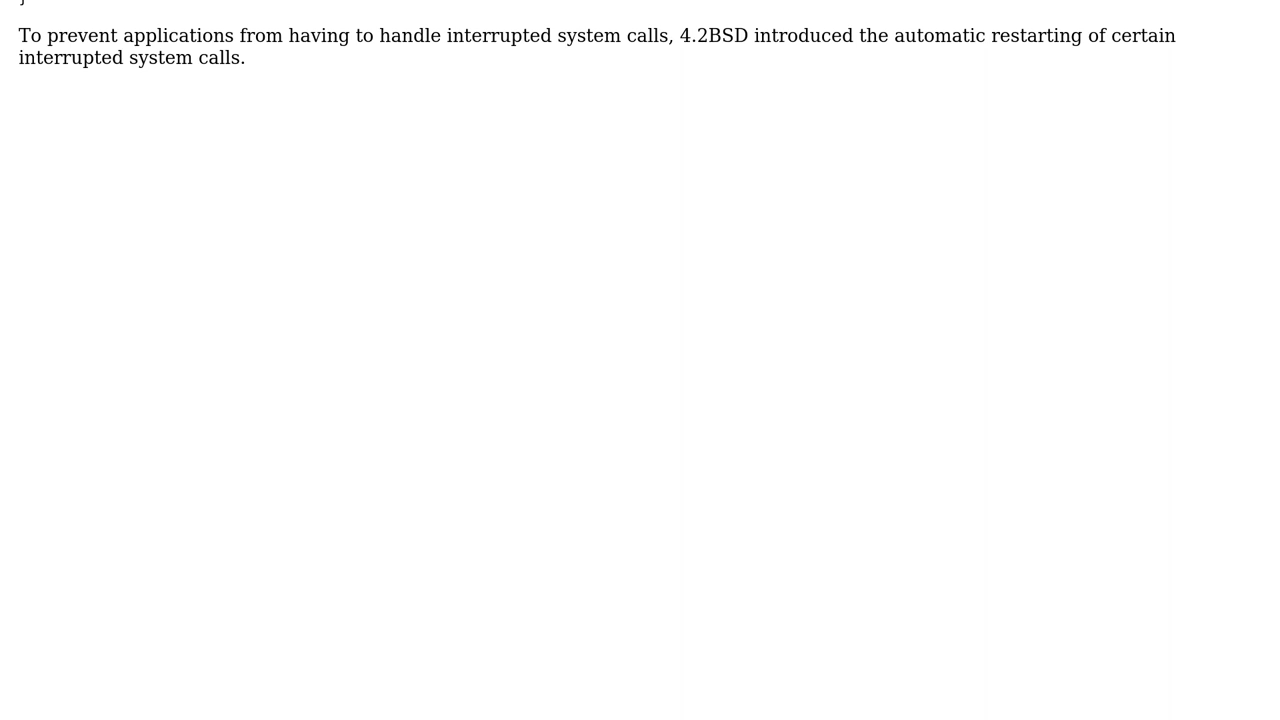 }
To prevent applications from having to handle interrupted system calls, 4.2BSD introduced the automatic restarting of certain
interrupted system calls.